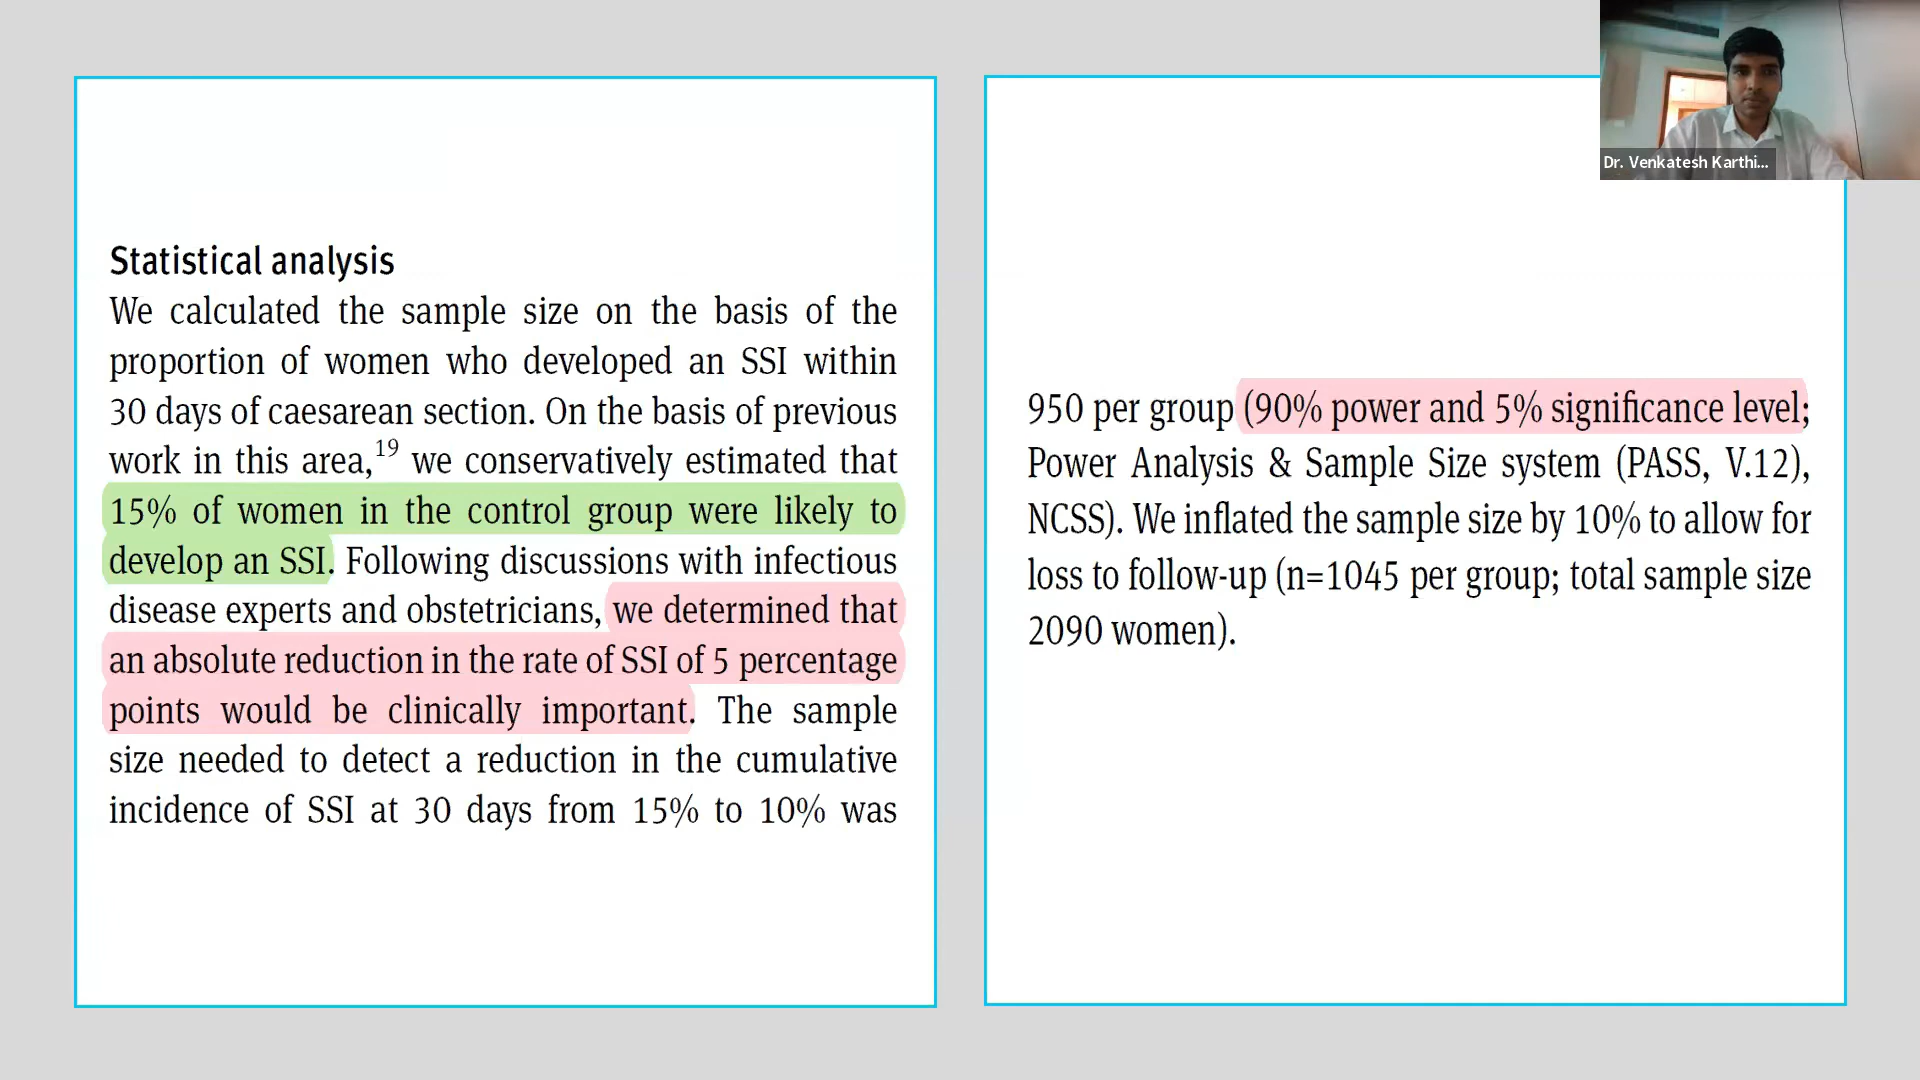 Statistical analysis
We calculated the sample size on the basis of the
proportion of women who developed an SSI within
30 days of caesarean section. On the basis of previous
work in this area,19 we conservatively estimated that
15% of women in the control group were likely to
develop an SSI. Following discussions with infectious
disease experts and obstetricians, we determined that
an absolute reduction in the rate of SSI of 5 percentage
points would be clinically important. The sample
size needed to detect a reduction in the cumulative
incidence of SSI at 30 days from 15% to 10% was
950 per group (90% power and 5% significance level;
Power Analysis & Sample Size system (PASS, V.12),
NCSS). We inflated the sample size by 10% to allow for
loss to follow-up (n=1045 per group; total sample size
2090 women).
Dr. Venkatesh Karthi...